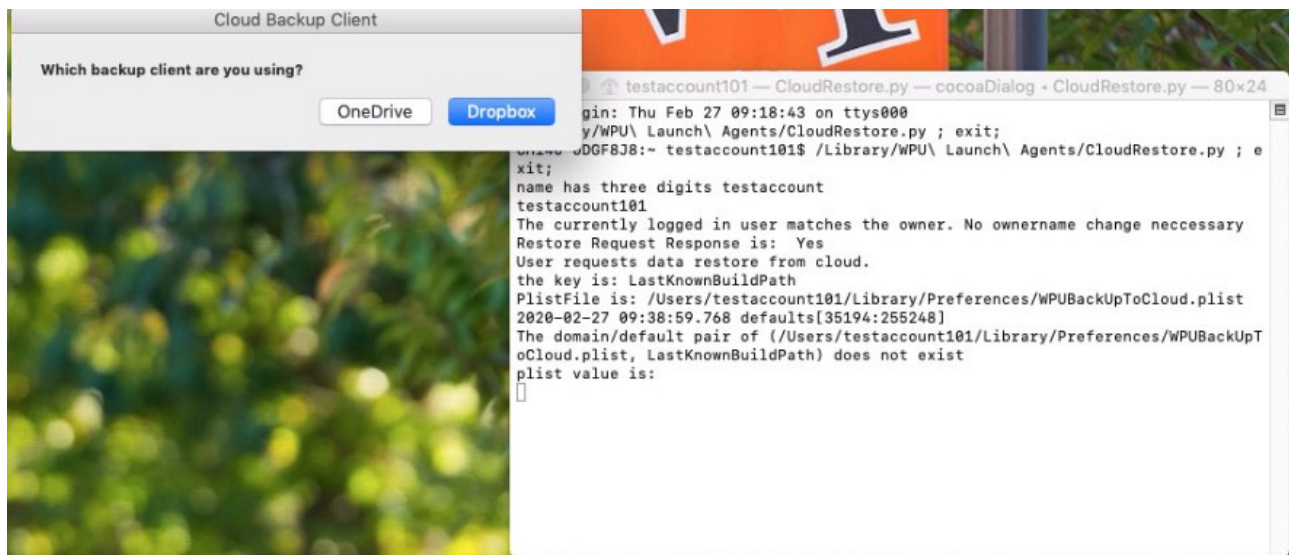 Cloud Backup Client
Which backup client are you using?
OneDrive
Dropbox
testaccount101 — CloudRestore.py — cocoaDialog ◂ CloudRestore.py — 80×24
gin: Thu Feb 27 09:18:43 on ttys000
y/WPU\ Launch\ Agents/CloudRestore.py ; exit;
:~ testaccount101$ /Library/WPU\ Launch\ Agents/CloudRestore.py ; e
xit;
name has three digits testaccount
testaccount101
The currently logged in user matches the owner. No ownername change neccessary
Restore Request Response is:  Yes
User requests data restore from cloud.
the key is: LastKnownBuildPath
PlistFile is: /Users/testaccount101/Library/Preferences/WPUBackUpToCloud.plist
2020-02-27 09:38:59.768 defaults[35194:255248]
The domain/default pair of (/Users/testaccount101/Library/Preferences/WPUBackUpT
oCloud.plist, LastKnownBuildPath) does not exist
plist value is: